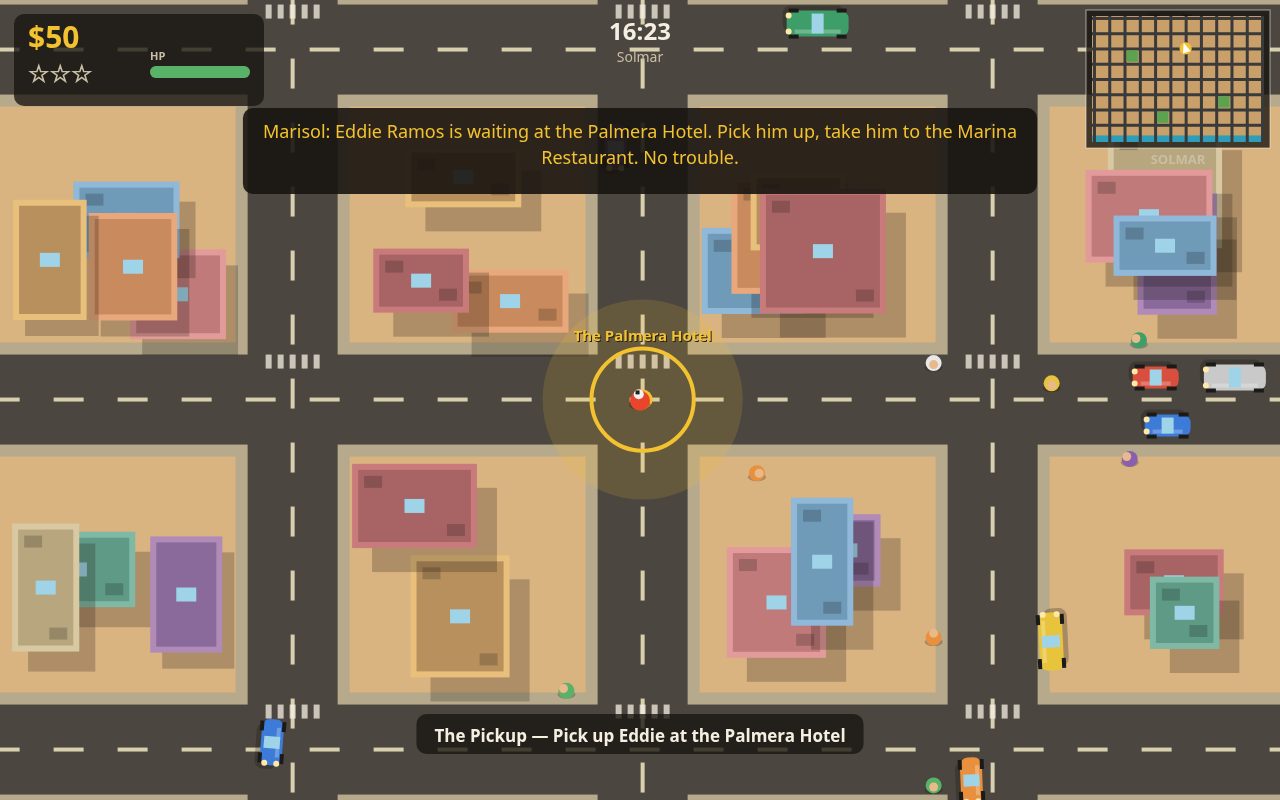 $50
HP
16:23
Solmar
Marisol: Eddie Ramos is waiting at the Palmera Hotel. Pick him up, take him to the Marina
Restaurant. No trouble.
SOLMAR
The Palmera Hotel
The Pickup — Pick up Eddie at the Palmera Hotel